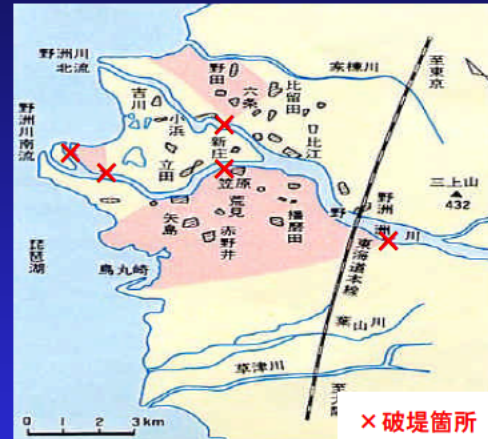 野洲川
北流
野洲川南流
琵琶湖
吉川
小浜
立田
新庄
野田
六条
比留田
比江
家棟川
至東京
三上山
432
野洲
野洲川
東海道本線
笠原
荒見
矢島
赤野井
播磨田
烏丸崎
葉山川
草津川
0 1 2 3km
×破堤箇所